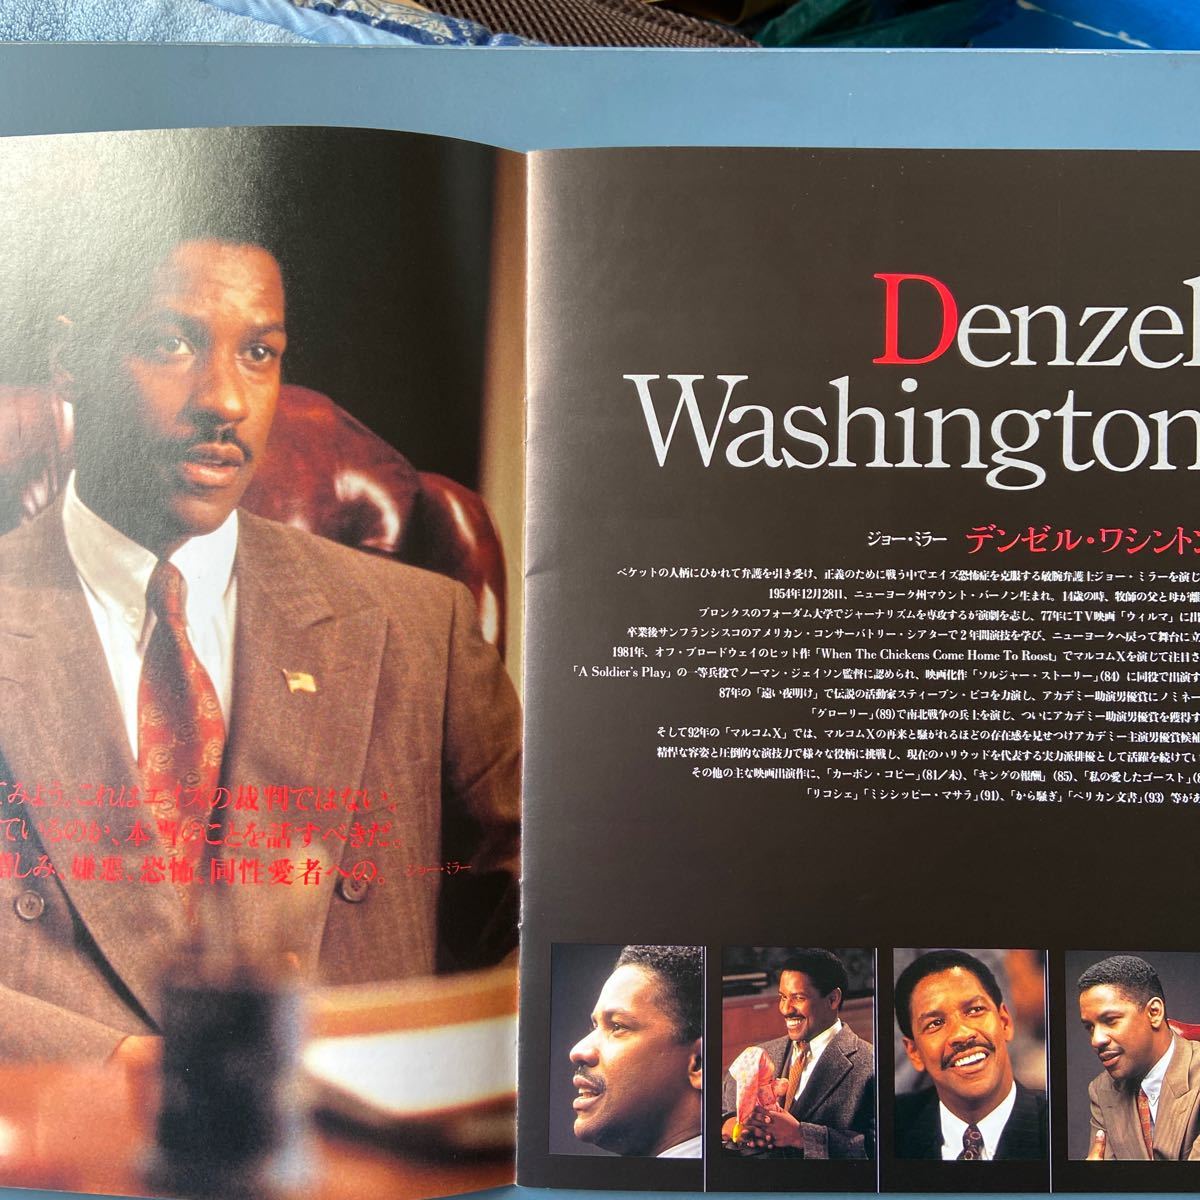 てみよう。これはエイズの裁判ではない。
ているのか、本当のことを話すべきだ。
憎しみ、嫌悪、恐怖、同性愛者への。 ジョー・ミラー
Denzel
Washington
ジョー・ミラー デンゼル・ワシントン
ベケットの人柄にひかれて弁護を引き受け、正義のために戦う中でエイズ恐怖症を克服する敏腕弁護士ジョー・ミラーを演じ
1954年12月28日、ニューヨーク州マウント・バーノン生まれ。14歳の時、牧師の父と母が離
ブロンクスのフォーダム大学でジャーナリズムを専攻するが演劇を志し、77年にTV映画「ウィルマ」に出
卒業後サンフランシスコのアメリカン・コンサーバトリー・シアターで2年間演技を学び、ニューヨークへ戻って舞台に立
1981年、オフ・ブロードウェイのヒット作「When The Chickens Come Home To Roost」でマルコムXを演じて注目さ
「A Soldier's Play」の一等兵役でノーマン・ジェイソン監督に認められ、映画化作「ソルジャー・ストーリー」(84)に同役で出演す
87年の「遠い夜明け」で伝説の活動家スティーブン・ビコを力演し、アカデミー助演男優賞にノミネー
「グローリー」(89)で南北戦争の兵士を演じ、ついにアカデミー助演男優賞を獲得す
そして92年の「マルコムX」では、マルコムXの再来と騒がれるほどの存在感を見せつけアカデミー主演男優賞候補
精悍な容姿と圧倒的な演技力で様々な役柄に挑戦し、現在のハリウッドを代表する実力派俳優として活躍を続けてい
その他の主な映画出演作に、「カーボン・コピー」(81／未)、「キングの報酬」(85)、「私の愛したゴースト」(
「リコシェ」「ミシシッピー・マサラ」(91)、「から騒ぎ」「ペリカン文書」(93)等があ